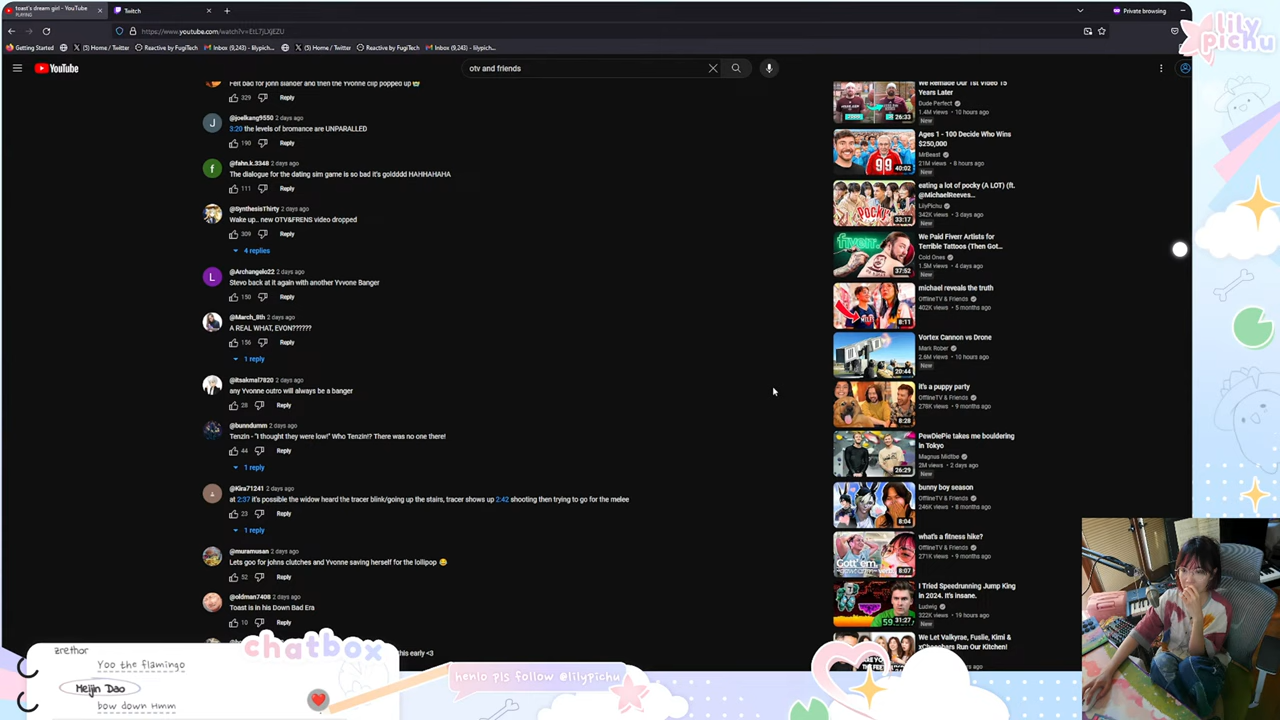 toast's dream girl - YouTube
PLAYING
Twitch
Private browsing
https://www.youtube.com/watch?v=
Getting Started
(5) Home / Twitter
Reactive by FugiTech
Inbox (9,243) - lilypich...
(5) Home / Twitter
Reactive by FugiTech
Inbox (9,243) - lilypich...
YouTube
otv and friends
lily
pichu
Felt bad for john slander and then the Yvonne clip popped up
329 Reply
@joelkang9550 2 days ago
3:20 the levels of bromance are UNPARALLED
190 Reply
@fahn.k.3348 2 days ago
The dialogue for the dating sim game is so bad it's goldddd HAHHAHAHA
111 Reply
@SynthesisThirty 2 days ago
Wake up.. new OTV&FRENS video dropped
309 Reply
4 replies
@Archangelo22 2 days ago
Stevo back at it again with another Yvvone Banger
150 Reply
@March_8th 2 days ago
A REAL WHAT, EVON??????
156 Reply
1 reply
@itsakmal7820 2 days ago
any Yvonne outro will always be a banger
28 Reply
@bunndumm 2 days ago
Tenzin - "I thought they were low!" Who Tenzin!? There was no one there!
44 Reply
1 reply
@Kira71241 2 days ago
at 2:37 it's possible the widow heard the tracer blink/going up the stairs, tracer shows up 2:42 shooting then trying to go for the melee
23 Reply
1 reply
@muramusan 2 days ago
Lets goo for johns clutches and Yvonne saving herself for the lollipop
52 Reply
@oldman7408 2 days ago
Toast is in his Down Bad Era
10 Reply
this early <3
We Remade Our 1st Video 15
Years Later
Dude Perfect
1.4M views • 10 hours ago
New
26:33
Ages 1 - 100 Decide Who Wins
$250,000
MrBeast
21M views • 8 hours ago
New
99
40:02
eating a lot of pocky (A LOT) (ft.
@MichaelReeves...
LilyPichu
342K views • 3 days ago
New
POCKY
33:17
We Paid Fiverr Artists for
Terrible Tattoos (Then Got...
Cold Ones
1.5M views • 4 days ago
New
fiverr
37:52
michael reveals the truth
OfflineTV & Friends
402K views • 5 months ago
8:11
Vortex Cannon vs Drone
Mark Rober
2.6M views • 10 hours ago
New
20:44
it's a puppy party
OfflineTV & Friends
278K views • 9 months ago
8:28
PewDiePie takes me bouldering
in Tokyo
Magnus Midtbø
2M views • 2 days ago
New
26:29
bunny boy season
OfflineTV & Friends
246K views • 8 months ago
8:04
what's a fitness hike?
OfflineTV & Friends
271K views • 9 months ago
Gott' em.
8:07
I Tried Speedrunning Jump King
in 2024. It's insane.
Ludwig
322K views • 19 hours ago
New
31:27
We Let Valkyrae, Fuslie, Kimi &
xChocobars Run Our Kitchen!
chatbox
zrethor
Yoo the flamingo
Meijin Dao
bow down Hmm
henlo pls follow @lilypichu